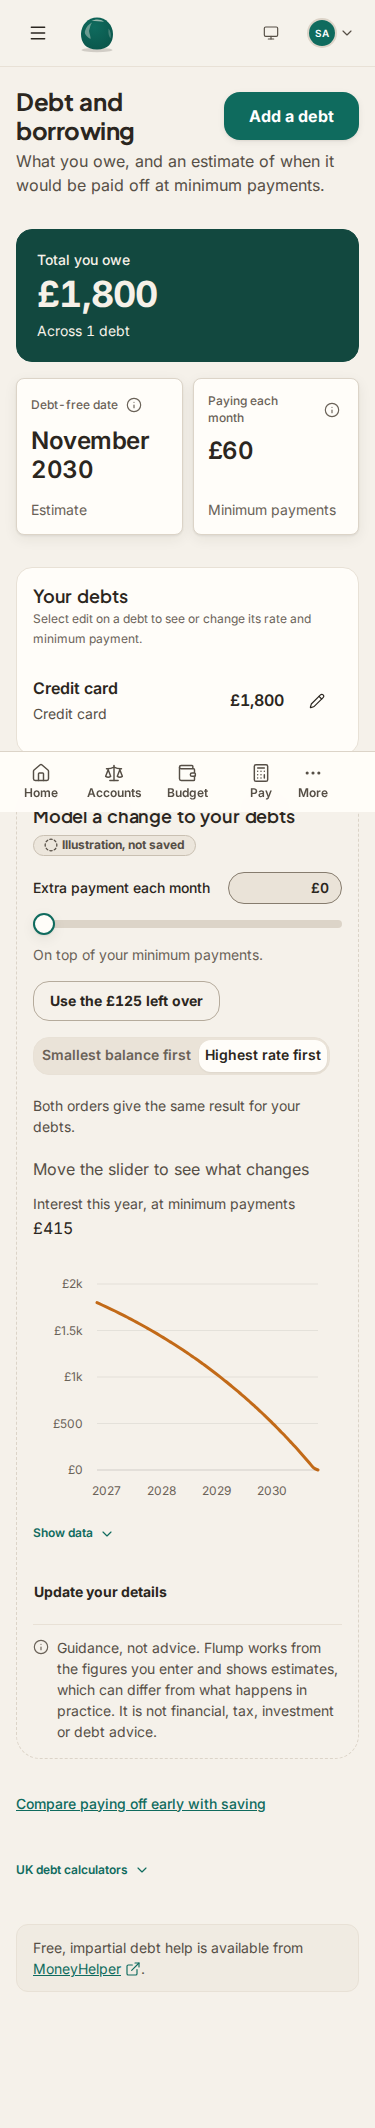 SA
Debt and
borrowing
Add a debt
What you owe, and an estimate of when it
would be paid off at minimum payments.
Total you owe
£1,800
Across 1 debt
Debt-free date
November
2030
Estimate
Paying each
month
£60
Minimum payments
Your debts
Select edit on a debt to see or change its rate and
minimum payment.
Credit card
Credit card
£1,800
Home
Accounts
Budget
Pay
More
Model a change to your debts
Illustration, not saved
Extra payment each month
£0
On top of your minimum payments.
Use the £125 left over
Smallest balance first
Highest rate first
Both orders give the same result for your
debts.
Move the slider to see what changes
Interest this year, at minimum payments
£415
£2k
£1.5k
£1k
£500
£0
2027
2028
2029
2030
Show data
Update your details
Guidance, not advice. Flump works from
the figures you enter and shows estimates,
which can differ from what happens in
practice. It is not financial, tax, investment
or debt advice.
Compare paying off early with saving
UK debt calculators
Free, impartial debt help is available from
MoneyHelper.